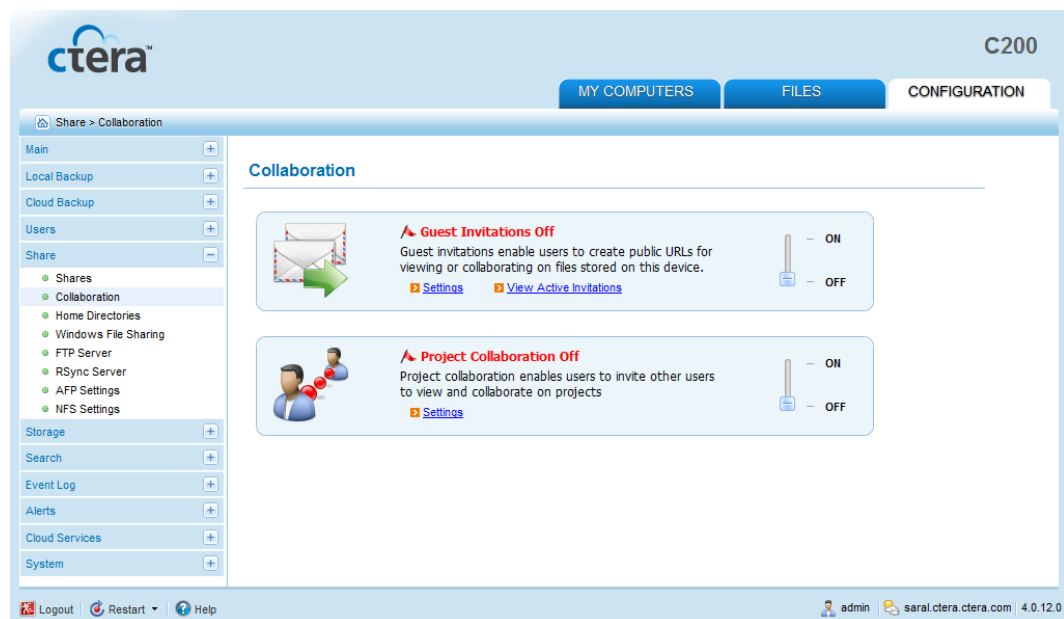 ctera™
C200
MY COMPUTERS
FILES
CONFIGURATION
Share > Collaboration
Main
Local Backup
Cloud Backup
Users
Share
Shares
Collaboration
Home Directories
Windows File Sharing
FTP Server
RSync Server
AFP Settings
NFS Settings
Storage
Search
Event Log
Alerts
Cloud Services
System
Collaboration
Guest Invitations Off
Guest invitations enable users to create public URLs for
viewing or collaborating on files stored on this device.
Settings View Active Invitations
ON
OFF
Project Collaboration Off
Project collaboration enables users to invite other users
to view and collaborate on projects
Settings
ON
OFF
Logout Restart Help
admin saral.ctera.ctera.com 4.0.12.0